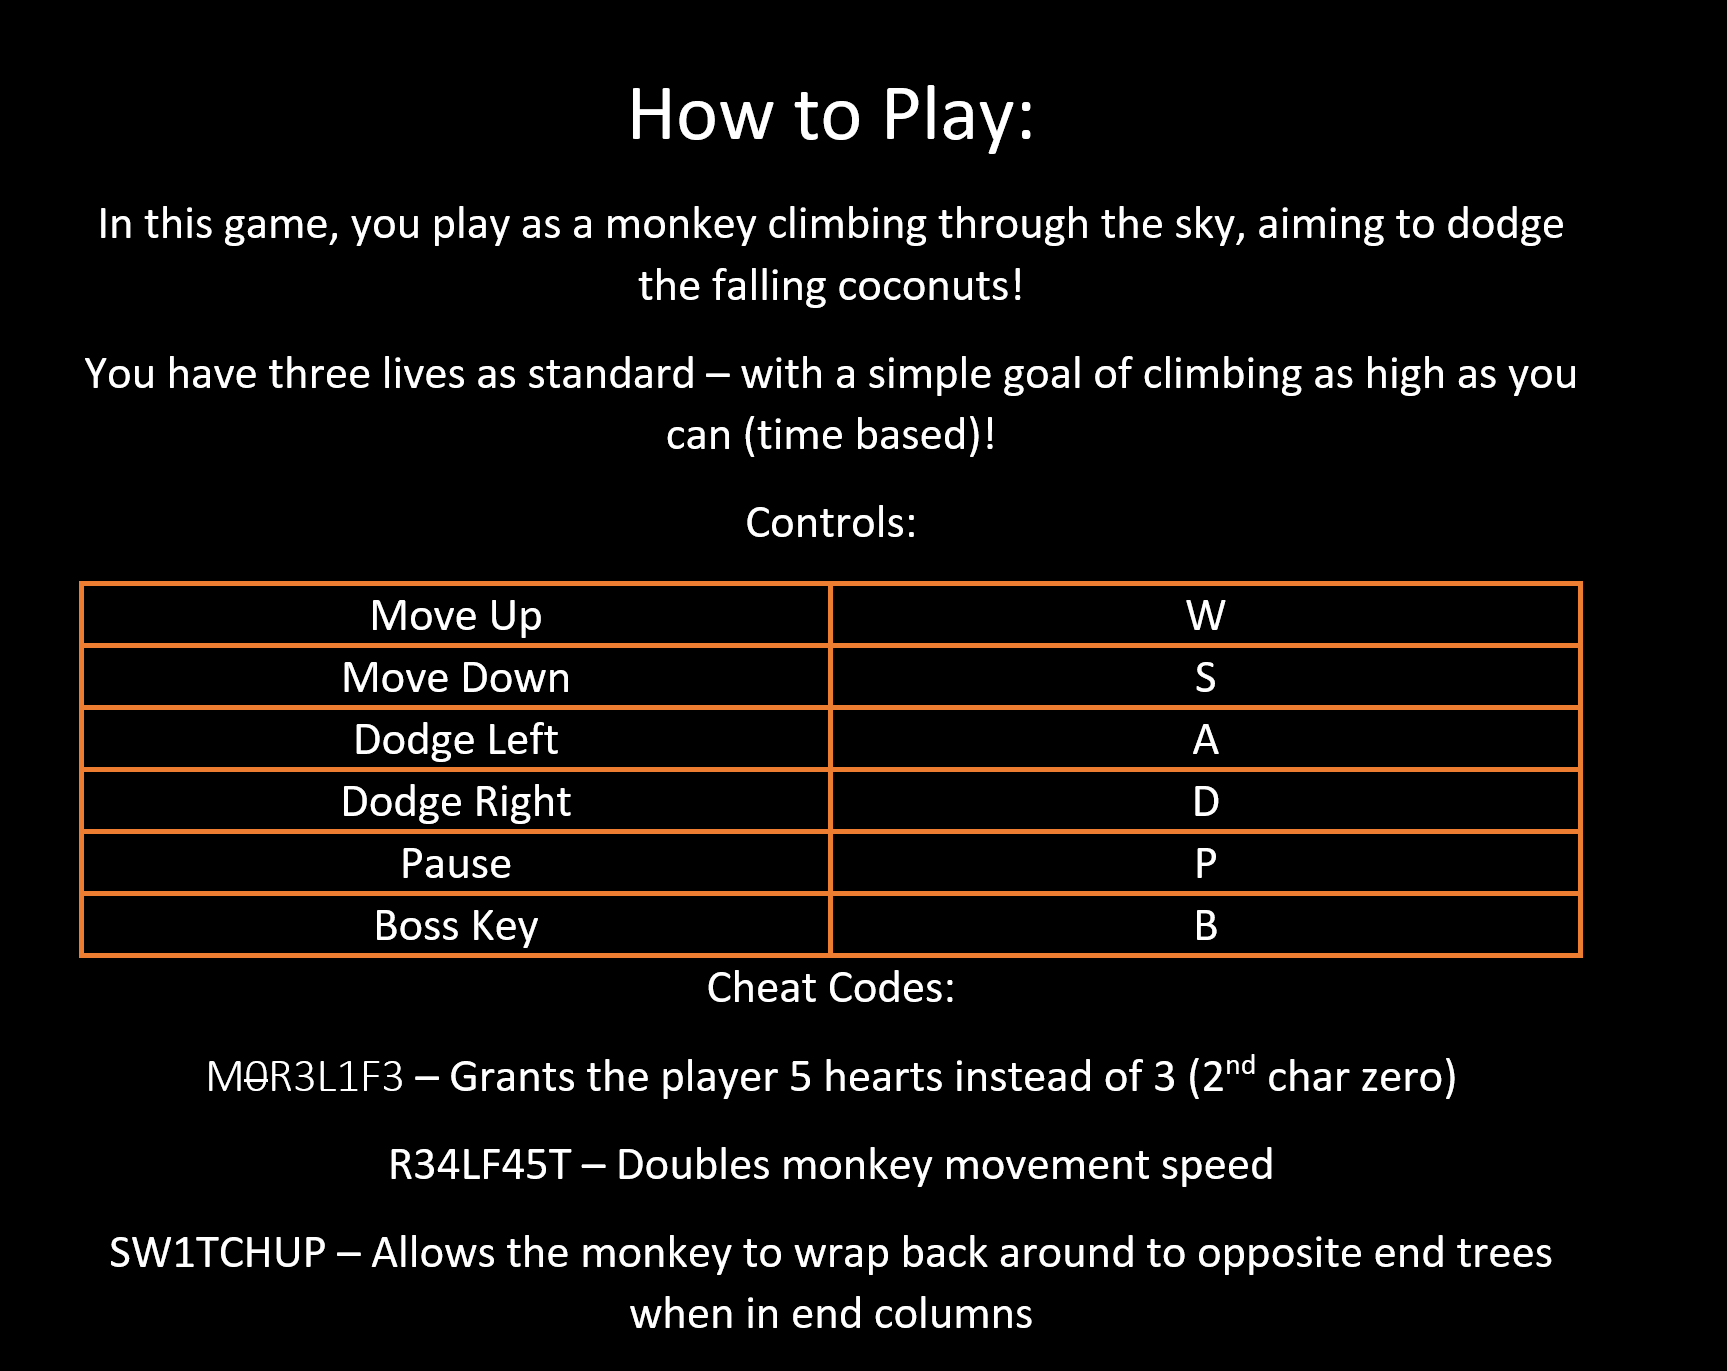 How to Play:
In this game, you play as a monkey climbing through the sky, aiming to dodge
the falling coconuts!
You have three lives as standard – with a simple goal of climbing as high as you
can (time based)!
Controls:
Move Up W
Move Down S
Dodge Left A
Dodge Right D
Pause P
Boss Key B
Cheat Codes:
M0R3L1F3 – Grants the player 5 hearts instead of 3 (2nd char zero)
R34LF45T – Doubles monkey movement speed
SW1TCHUP – Allows the monkey to wrap back around to opposite end trees
when in end columns